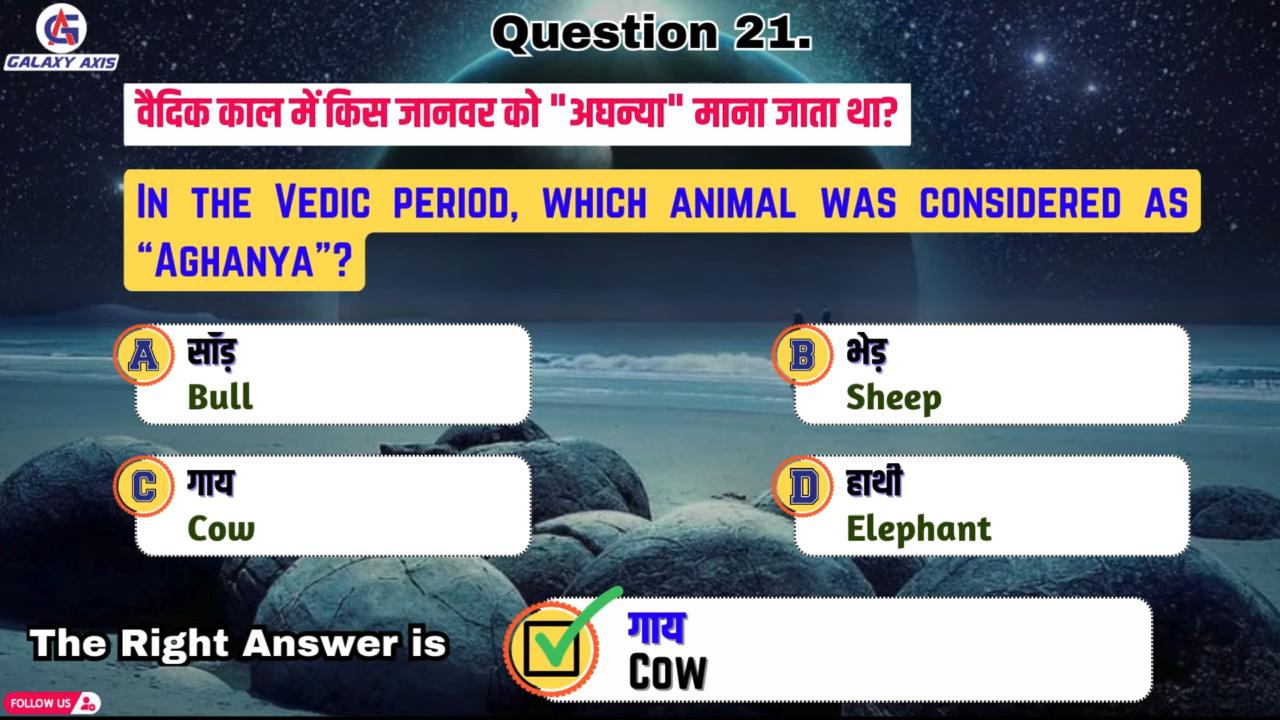 GALAXY AXIS
Question 21.
वैदिक काल में किस जानवर को "अघन्या" माना जाता था?
In the Vedic period, which animal was considered as
“Aghanya”?
A
साँड़
Bull
B
भेड़
Sheep
C
गाय
Cow
D
हाथी
Elephant
The Right Answer is
गाय
Cow
FOLLOW US